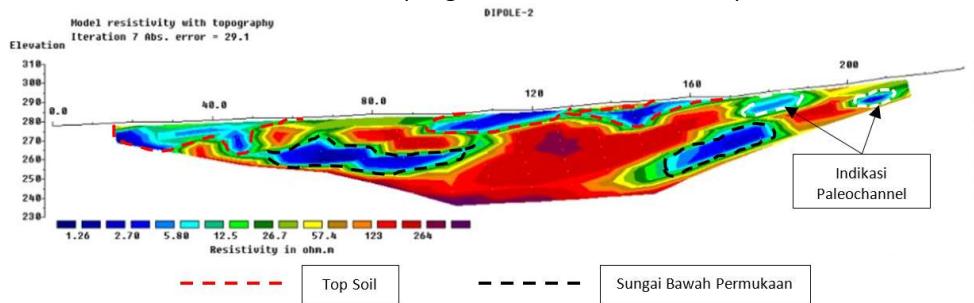 DIPOLE-2
Model resistivity with topography
Iteration 7 Abs. error = 29.1
Elevation
310
300
290
280
270
260
250
240
230
0.0 40.0 80.0 120 160 200
Indikasi
Paleochannel
1.26 2.70 5.80 12.5 26.7 57.4 123 264
Resistivity in ohm.m
Top Soil
Sungai Bawah Permukaan